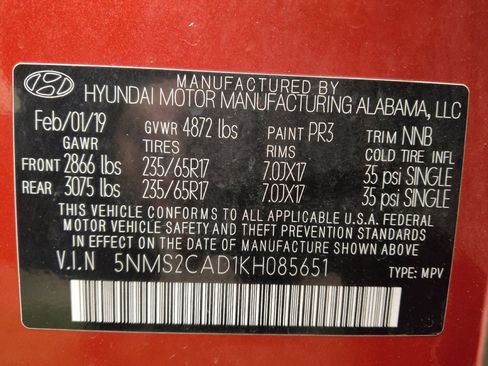 MANUFACTURED BY
HYUNDAI MOTOR MANUFACTURING ALABAMA, LLC
Feb/01/19 GVWR 4872 lbs PAINT PR3 TRIM NNB
GAWR TIRES RIMS COLD TIRE INFL
FRONT 2866 lbs 235/65R17 7.0JX17 35 psi SINGLE
REAR 3075 lbs 235/65R17 7.0JX17 35 psi SINGLE
THIS VEHICLE CONFORMS TO ALL APPLICABLE U.S.A. FEDERAL
MOTOR VEHICLE SAFETY AND THEFT PREVENTION STANDARDS
IN EFFECT ON THE DATE OF MANUFACTURE SHOWN ABOVE.
V.I.N 5NMS2CAD1KH085651 TYPE: MPV